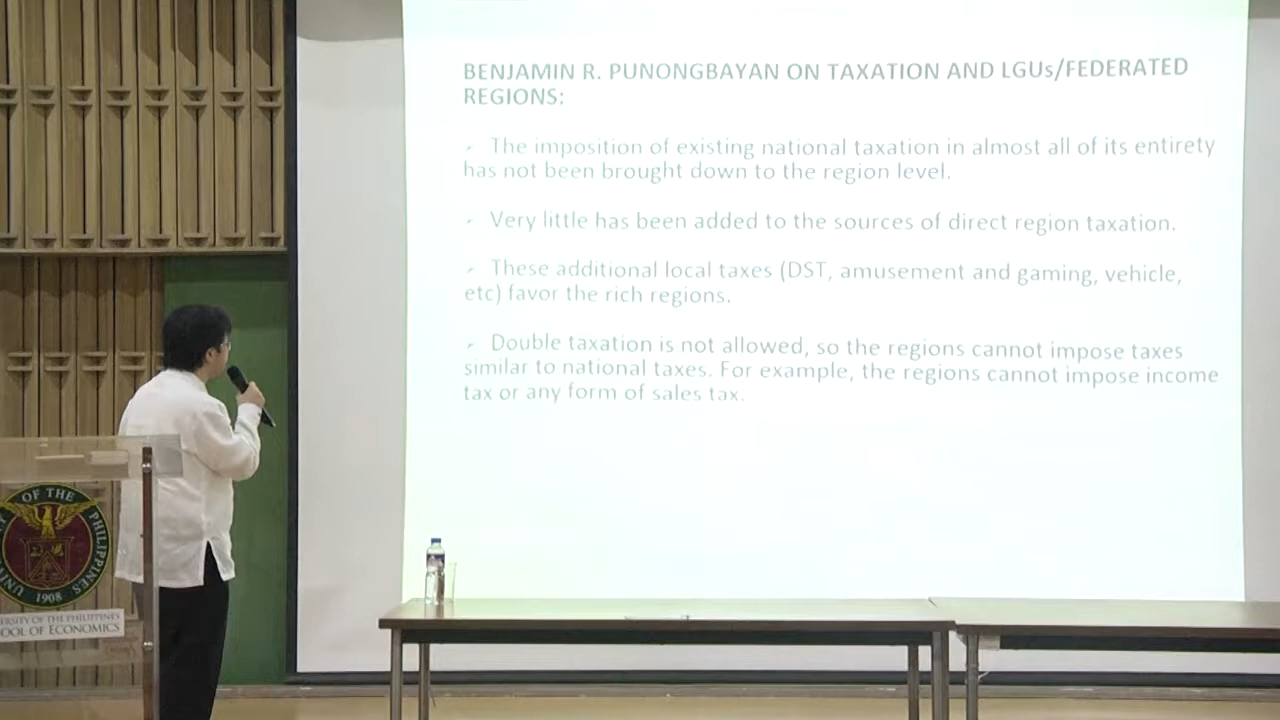 BENJAMIN R. PUNONGBAYAN ON TAXATION AND LGUs/FEDERATED
REGIONS:
The imposition of existing national taxation in almost all of its entirety
has not been brought down to the region level.
Very little has been added to the sources of direct region taxation.
These additional local taxes (DST, amusement and gaming, vehicle,
etc) favor the rich regions.
Double taxation is not allowed, so the regions cannot impose taxes
similar to national taxes. For example, the regions cannot impose income
tax or any form of sales tax.
OF THE PHILIPPINES
1908
OF THE PHILIPPINES
OF ECONOMICS